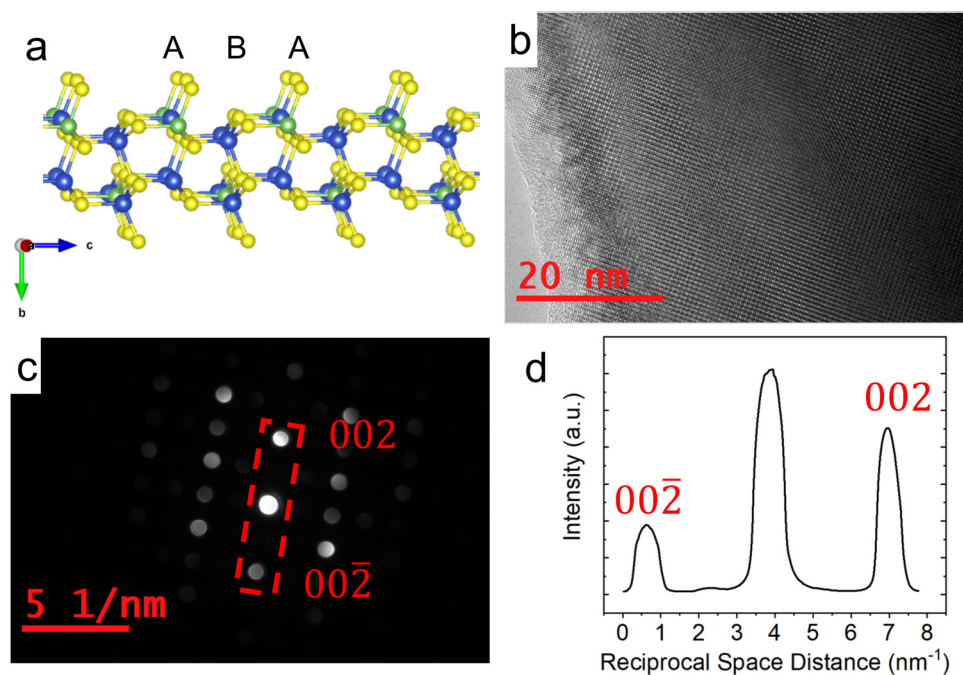 a
A B A
a
c
b
b
20 nm
c
002
002̅
5 1/nm
d
002
002̅
Intensity (a.u.)
0 1 2 3 4 5 6 7 8
Reciprocal Space Distance (nm⁻¹)